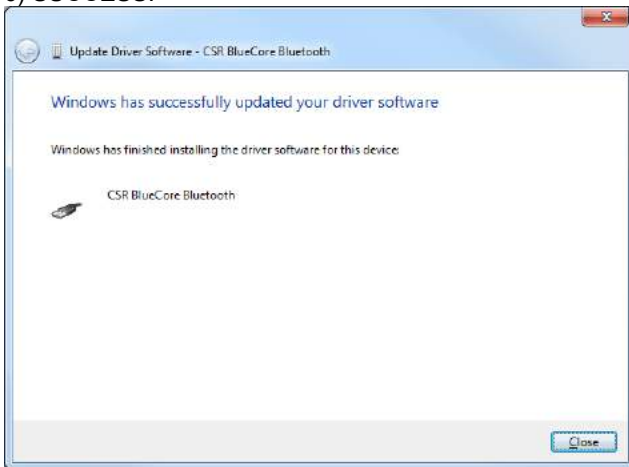 Update Driver Software - CSR BlueCore Bluetooth
Windows has successfully updated your driver software
Windows has finished installing the driver software for this device:
CSR BlueCore Bluetooth
Close